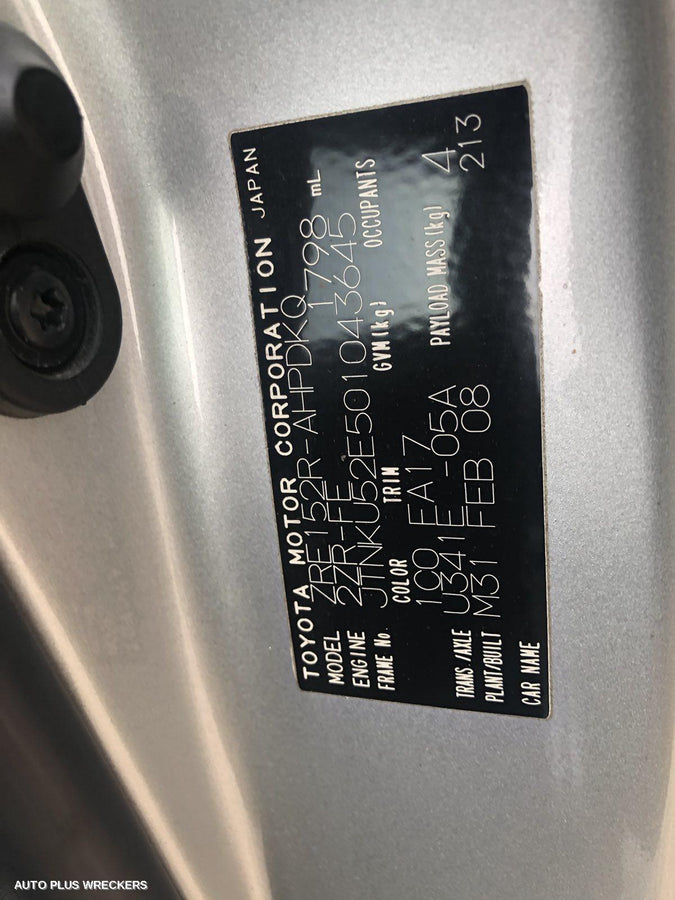 TOYOTA MOTOR CORPORATION JAPAN
MODEL ZRE152R-AHPDKQ
ENGINE 2ZR-FE 1798 mL
FRAME No. JTNKU52E501043645
COLOR TRIM GVM(kg) OCCUPANTS
1C0 EA17 4
TRANS/AXLE U341E -05A PAYLOAD MASS(kg) 213
PLANT/BUILT M31 FEB 08
CAR NAME
AUTO PLUS WRECKERS